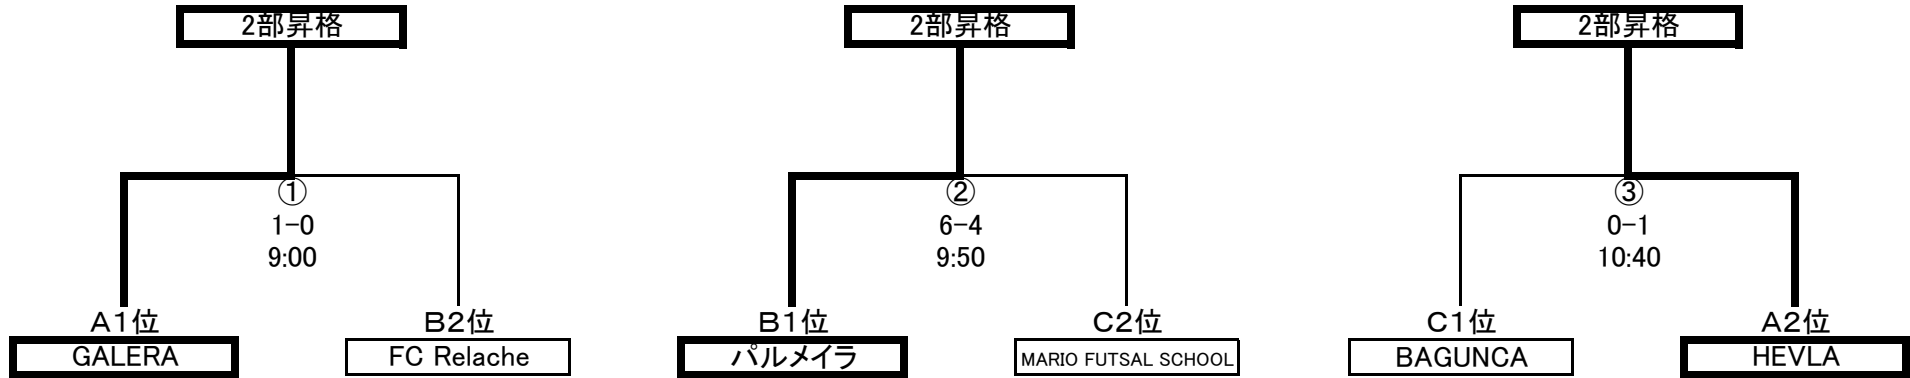 2部昇格
2部昇格
2部昇格
①
1-0
9:00
②
6-4
9:50
③
0-1
10:40
A1位
B2位
B1位
C2位
C1位
A2位
GALERA
FC Relache
パルメイラ
MARIO FUTSAL SCHOOL
BAGUNCA
HEVLA